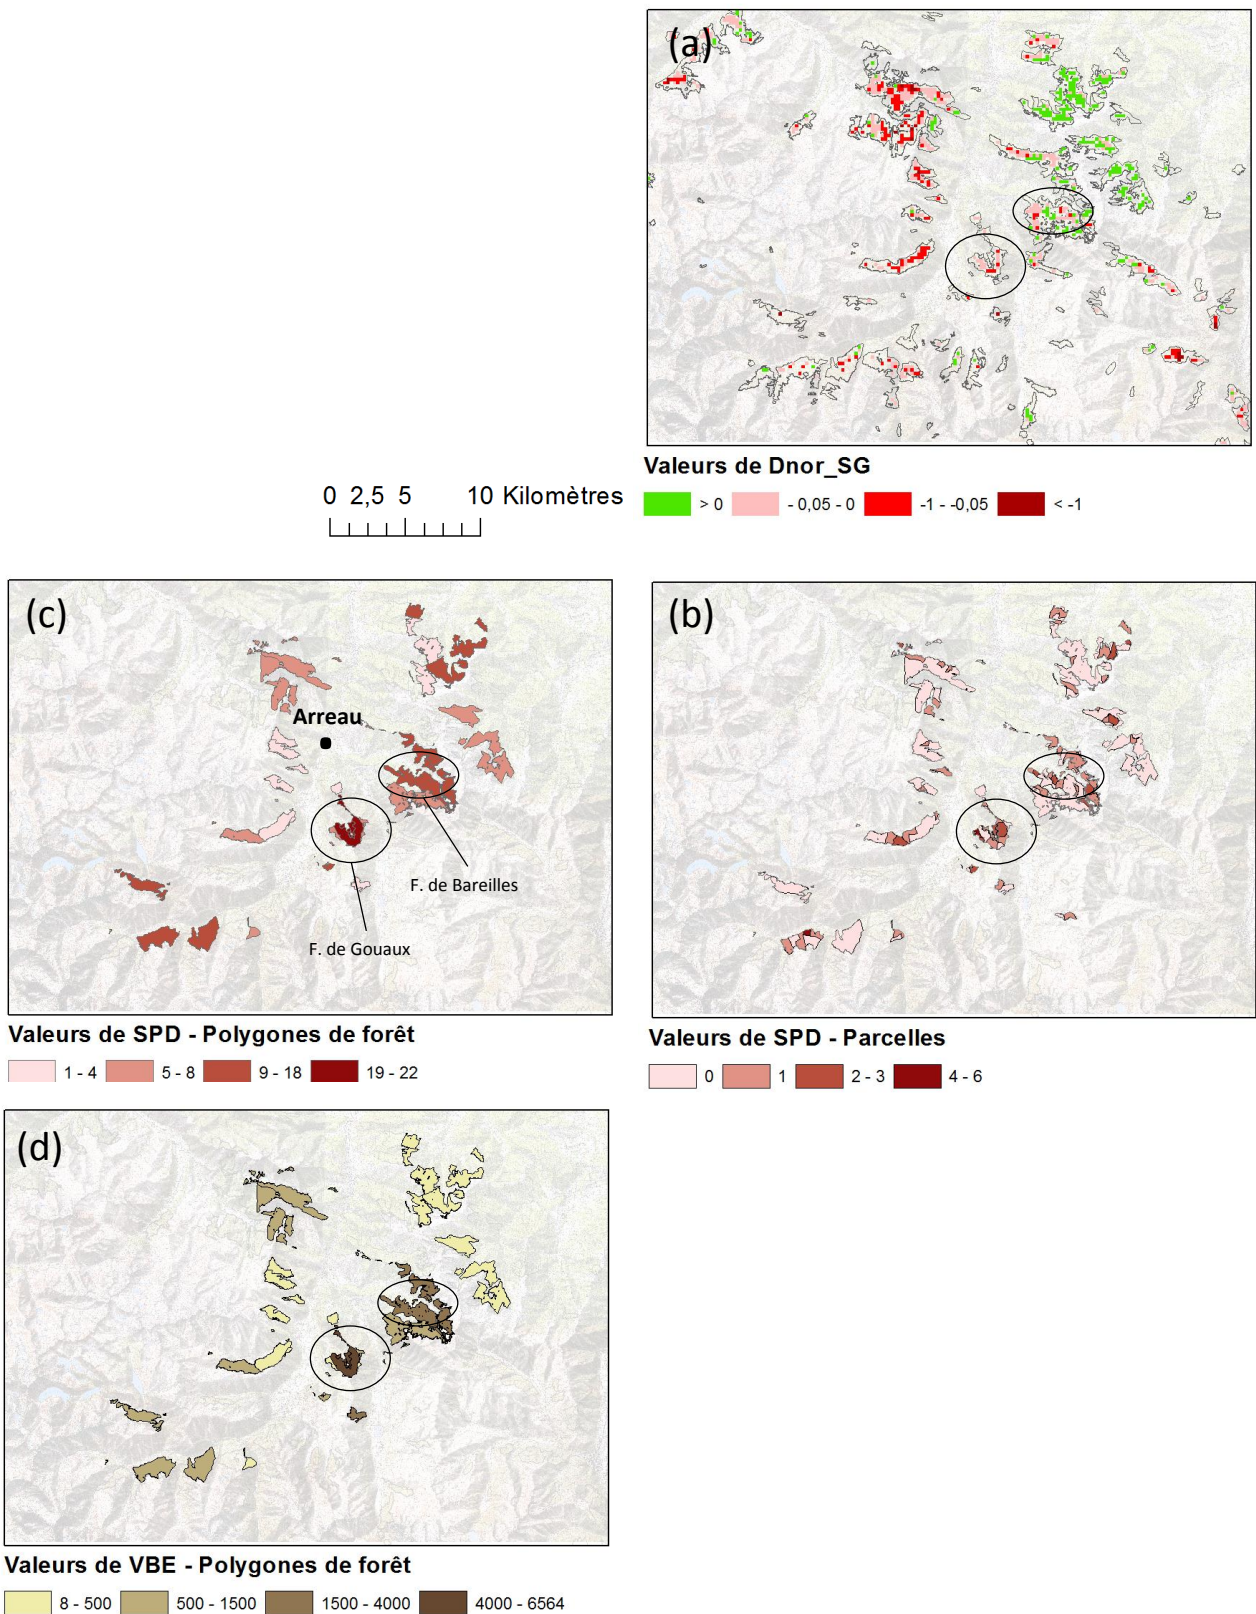 (a)
Valeurs de Dnor_SG
> 0 - 0,05 - 0 -1 - -0,05 < -1
0 2,5 5 10 Kilomètres
(c)
Arreau
F. de Bareilles
F. de Gouaux
Valeurs de SPD - Polygones de forêt
1 - 4 5 - 8 9 - 18 19 - 22
(b)
Valeurs de SPD - Parcelles
0 1 2 - 3 4 - 6
(d)
Valeurs de VBE - Polygones de forêt
8 - 500 500 - 1500 1500 - 4000 4000 - 6564